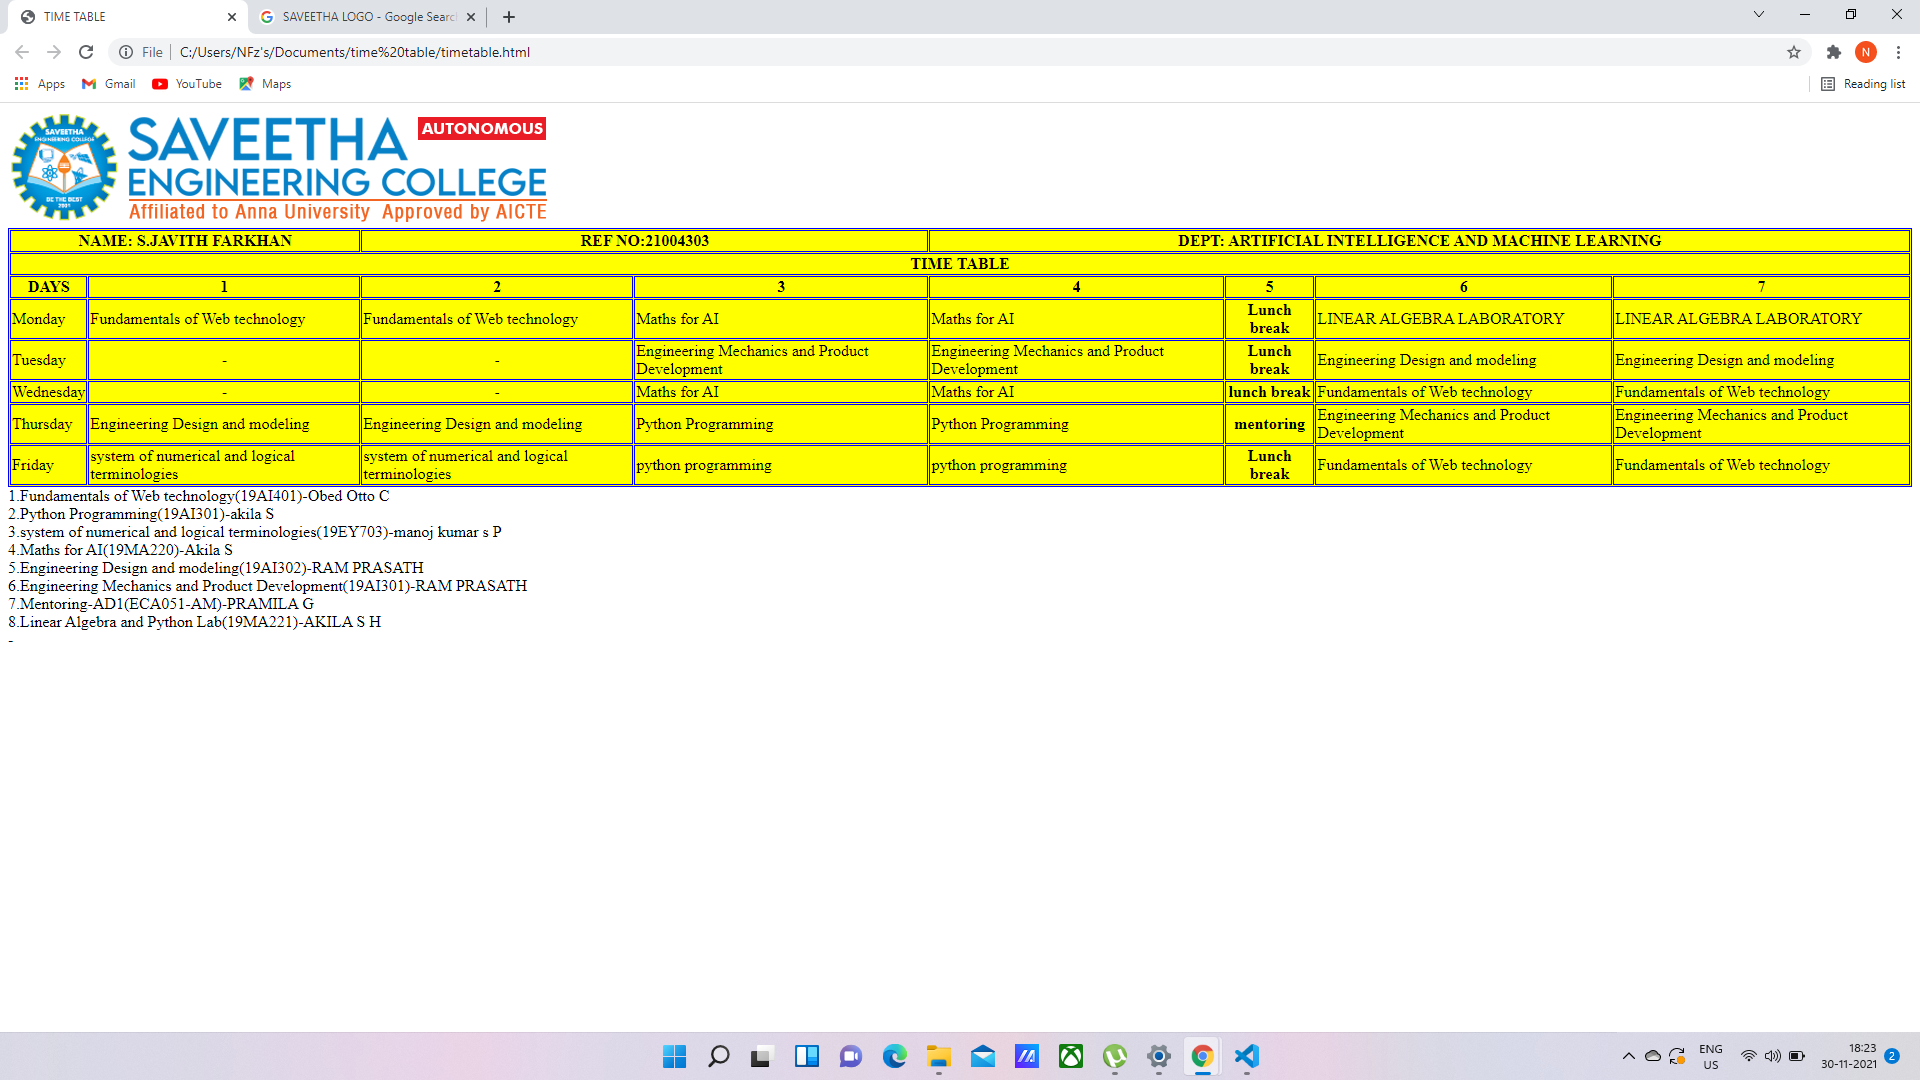 TIME TABLE
SAVEETHA LOGO - Google Searc
File
C:/Users/NFz's/Documents/time%20table/timetable.html
N
Apps
Gmail
YouTube
Maps
Reading list
SAVEETHA
ENGINEERING COLLEGE
BE THE BEST
2001
SAVEETHA
AUTONOMOUS
ENGINEERING COLLEGE
Affiliated to Anna University Approved by AICTE
NAME: S.JAVITH FARKHAN REF NO:21004303 DEPT: ARTIFICIAL INTELLIGENCE AND MACHINE LEARNING
TIME TABLE
DAYS 1 2 3 4 5 6 7
Monday Fundamentals of Web technology Fundamentals of Web technology Maths for AI Maths for AI Lunch break LINEAR ALGEBRA LABORATORY LINEAR ALGEBRA LABORATORY
Tuesday - - Engineering Mechanics and Product Development Engineering Mechanics and Product Development Lunch break Engineering Design and modeling Engineering Design and modeling
Wednesday - - Maths for AI Maths for AI lunch break Fundamentals of Web technology Fundamentals of Web technology
Thursday Engineering Design and modeling Engineering Design and modeling Python Programming Python Programming mentoring Engineering Mechanics and Product Development Engineering Mechanics and Product Development
Friday system of numerical and logical terminologies system of numerical and logical terminologies python programming python programming Lunch break Fundamentals of Web technology Fundamentals of Web technology
1.Fundamentals of Web technology(19AI401)-Obed Otto C
2.Python Programming(19AI301)-akila S
3.system of numerical and logical terminologies(19EY703)-manoj kumar s P
4.Maths for AI(19MA220)-Akila S
5.Engineering Design and modeling(19AI302)-RAM PRASATH
6.Engineering Mechanics and Product Development(19AI301)-RAM PRASATH
7.Mentoring-AD1(ECA051-AM)-PRAMILA G
8.Linear Algebra and Python Lab(19MA221)-AKILA S H
-
ENG
US
18:23
30-11-2021
2